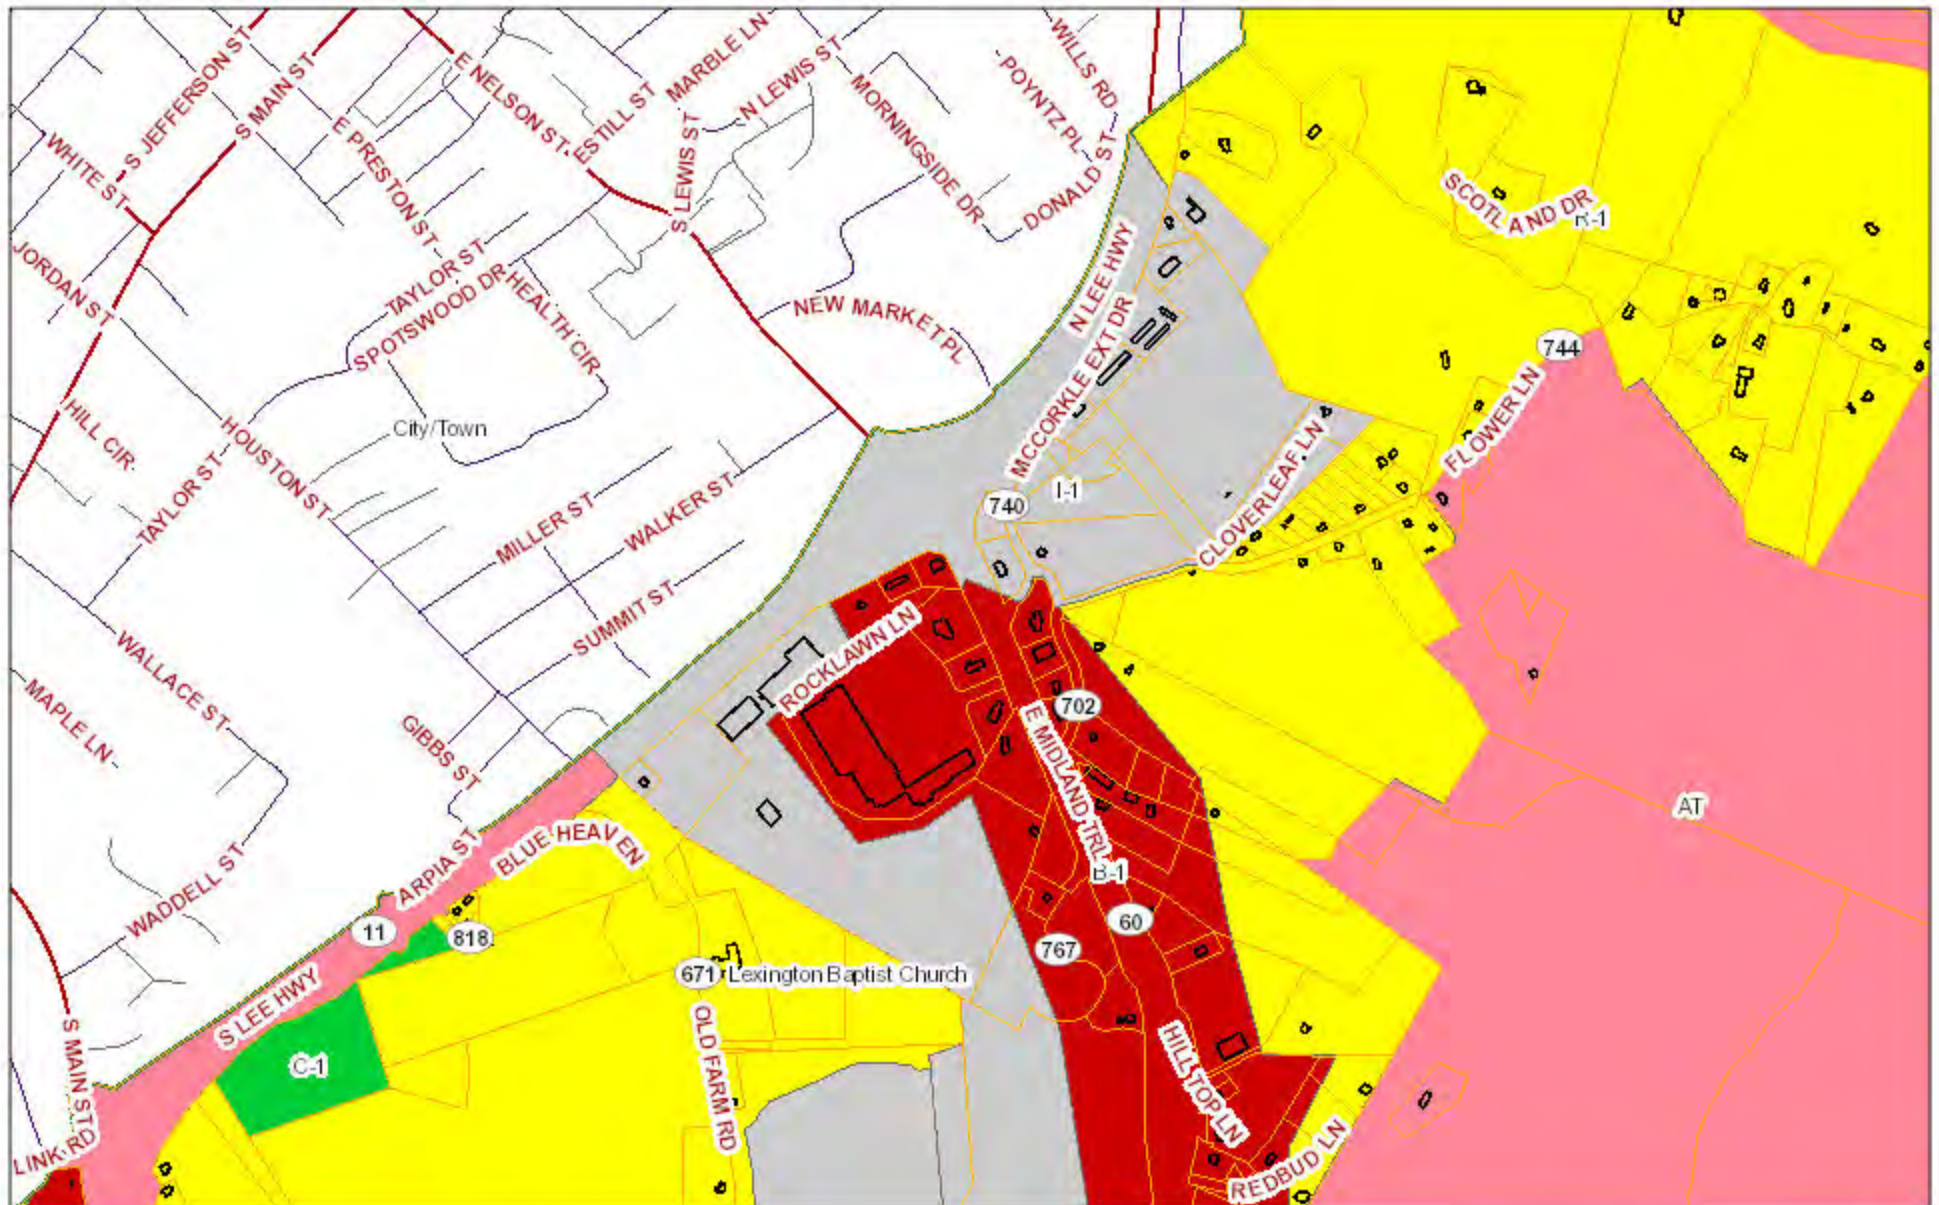 S JEFFERSON ST
S MAIN ST
E NELSON ST
ESTILL ST
MARBLE LN
N LEWIS ST
S LEWIS ST
MORNINGSIDE DR
WILLS RD
POYNTZ PL
DONALD ST
WHITE ST
E PRESTON ST
JORDAN ST
TAYLOR ST
SPOTSWOOD DR
HEALTH CIR
NEW MARKET PL
N LEE HWY
MCCORKLE EXT DR
SCOTLAND DR
R-1
744
FLOWER LN
HILL CIR
HOUSTON ST
City/Town
TAYLOR ST
MILLER ST
WALKER ST
SUMMIT ST
740
I-1
CLOVERLEAF LN
WALLACE ST
MAPLE LN
GIBBS ST
ROCKLAWN LN
702
E MIDLAND TRL
B-1
AT
WADDELL ST
ARPIA ST
BLUE HEAVEN
11
818
60
767
671
Lexington Baptist Church
S LEE HWY
C-1
OLD FARM RD
HILLTOP LN
REDBUD LN
S MAIN ST
LINK RD